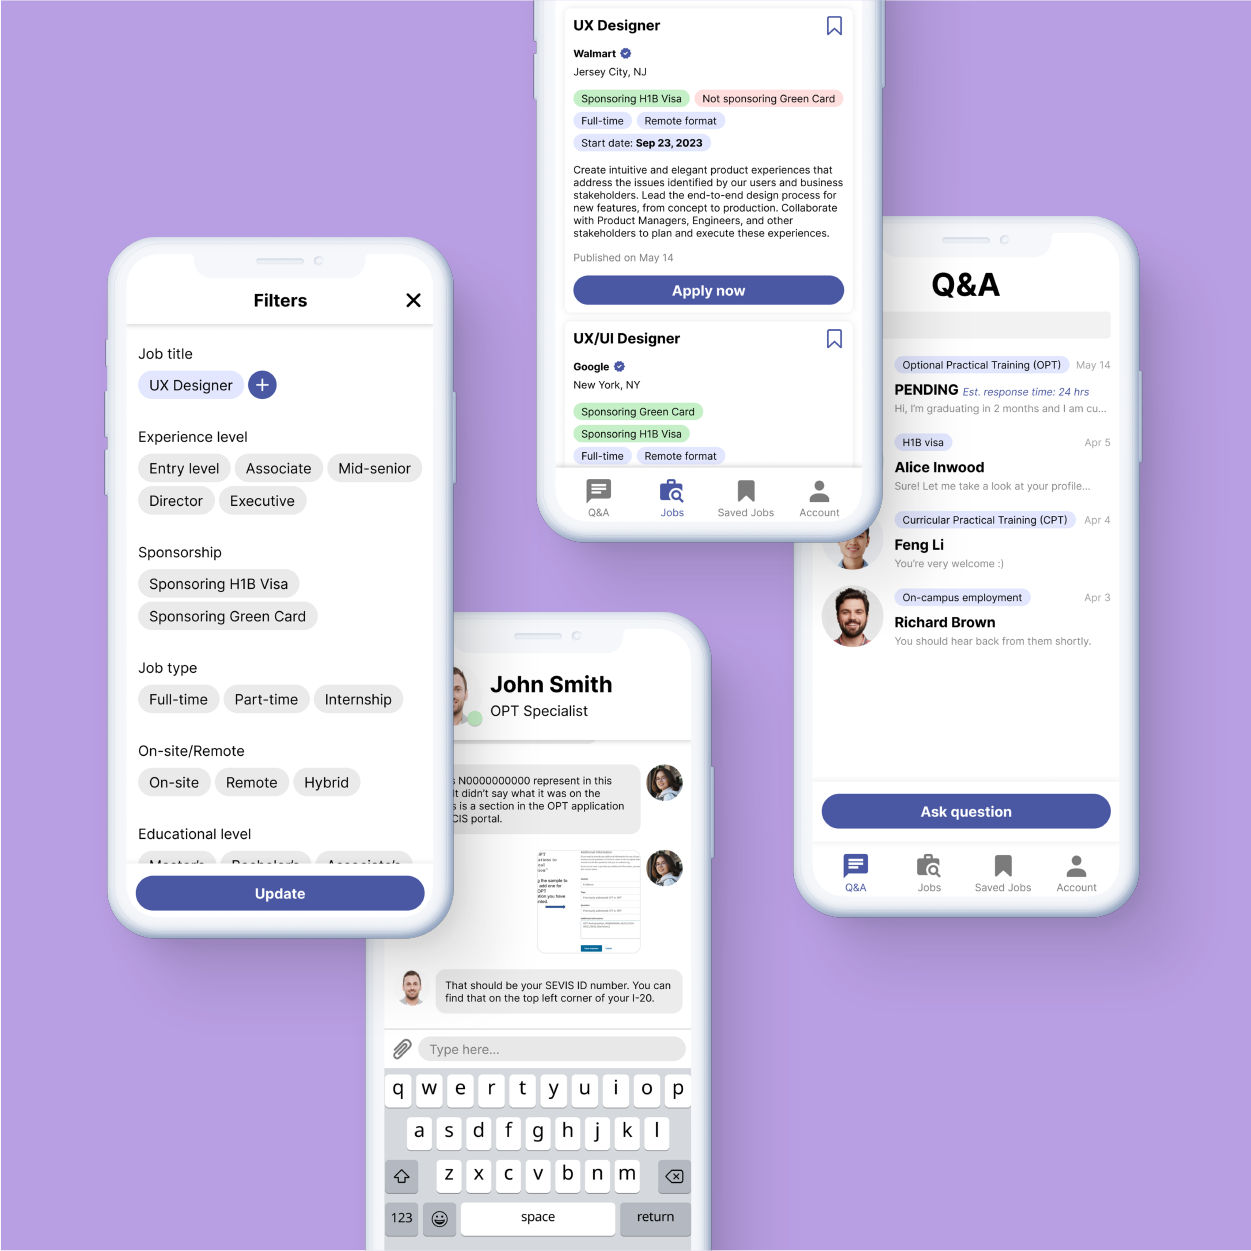 UX Designer
Walmart
Jersey City, NJ
Sponsoring H1B Visa
Not sponsoring Green Card
Full-time
Remote format
Start date: Sep 23, 2023
Create intuitive and elegant product experiences that
address the issues identified by our users and business
stakeholders. Lead the end-to-end design process for
new features, from concept to production. Collaborate
with Product Managers, Engineers, and other
stakeholders to plan and execute these experiences.
Published on May 14
Apply now
UX/UI Designer
Google
New York, NY
Sponsoring Green Card
Sponsoring H1B Visa
Full-time
Remote format
Q&A
Jobs
Saved Jobs
Account
Filters
Job title
UX Designer
Experience level
Entry level
Associate
Mid-senior
Director
Executive
Sponsorship
Sponsoring H1B Visa
Sponsoring Green Card
Job type
Full-time
Part-time
Internship
On-site/Remote
On-site
Remote
Hybrid
Educational level
Master's
Bachelor's
Associate's
Update
Q&A
Optional Practical Training (OPT)
May 14
PENDING Est. response time: 24 hrs
Hi, I'm graduating in 2 months and I am cu...
H1B visa
Apr 5
Alice Inwood
Sure! Let me take a look at your profile...
Curricular Practical Training (CPT)
Apr 4
Feng Li
You're very welcome :)
On-campus employment
Apr 3
Richard Brown
You should hear back from them shortly.
Ask question
Q&A
Jobs
Saved Jobs
Account
John Smith
OPT Specialist
s N0000000000 represent in this
It didn't say what it was on the
s is a section in the OPT application
CIS portal.
That should be your SEVIS ID number. You can
find that on the top left corner of your I-20.
Type here...
q w e r t y u i o p
a s d f g h j k l
z x c v b n m
123
space
return